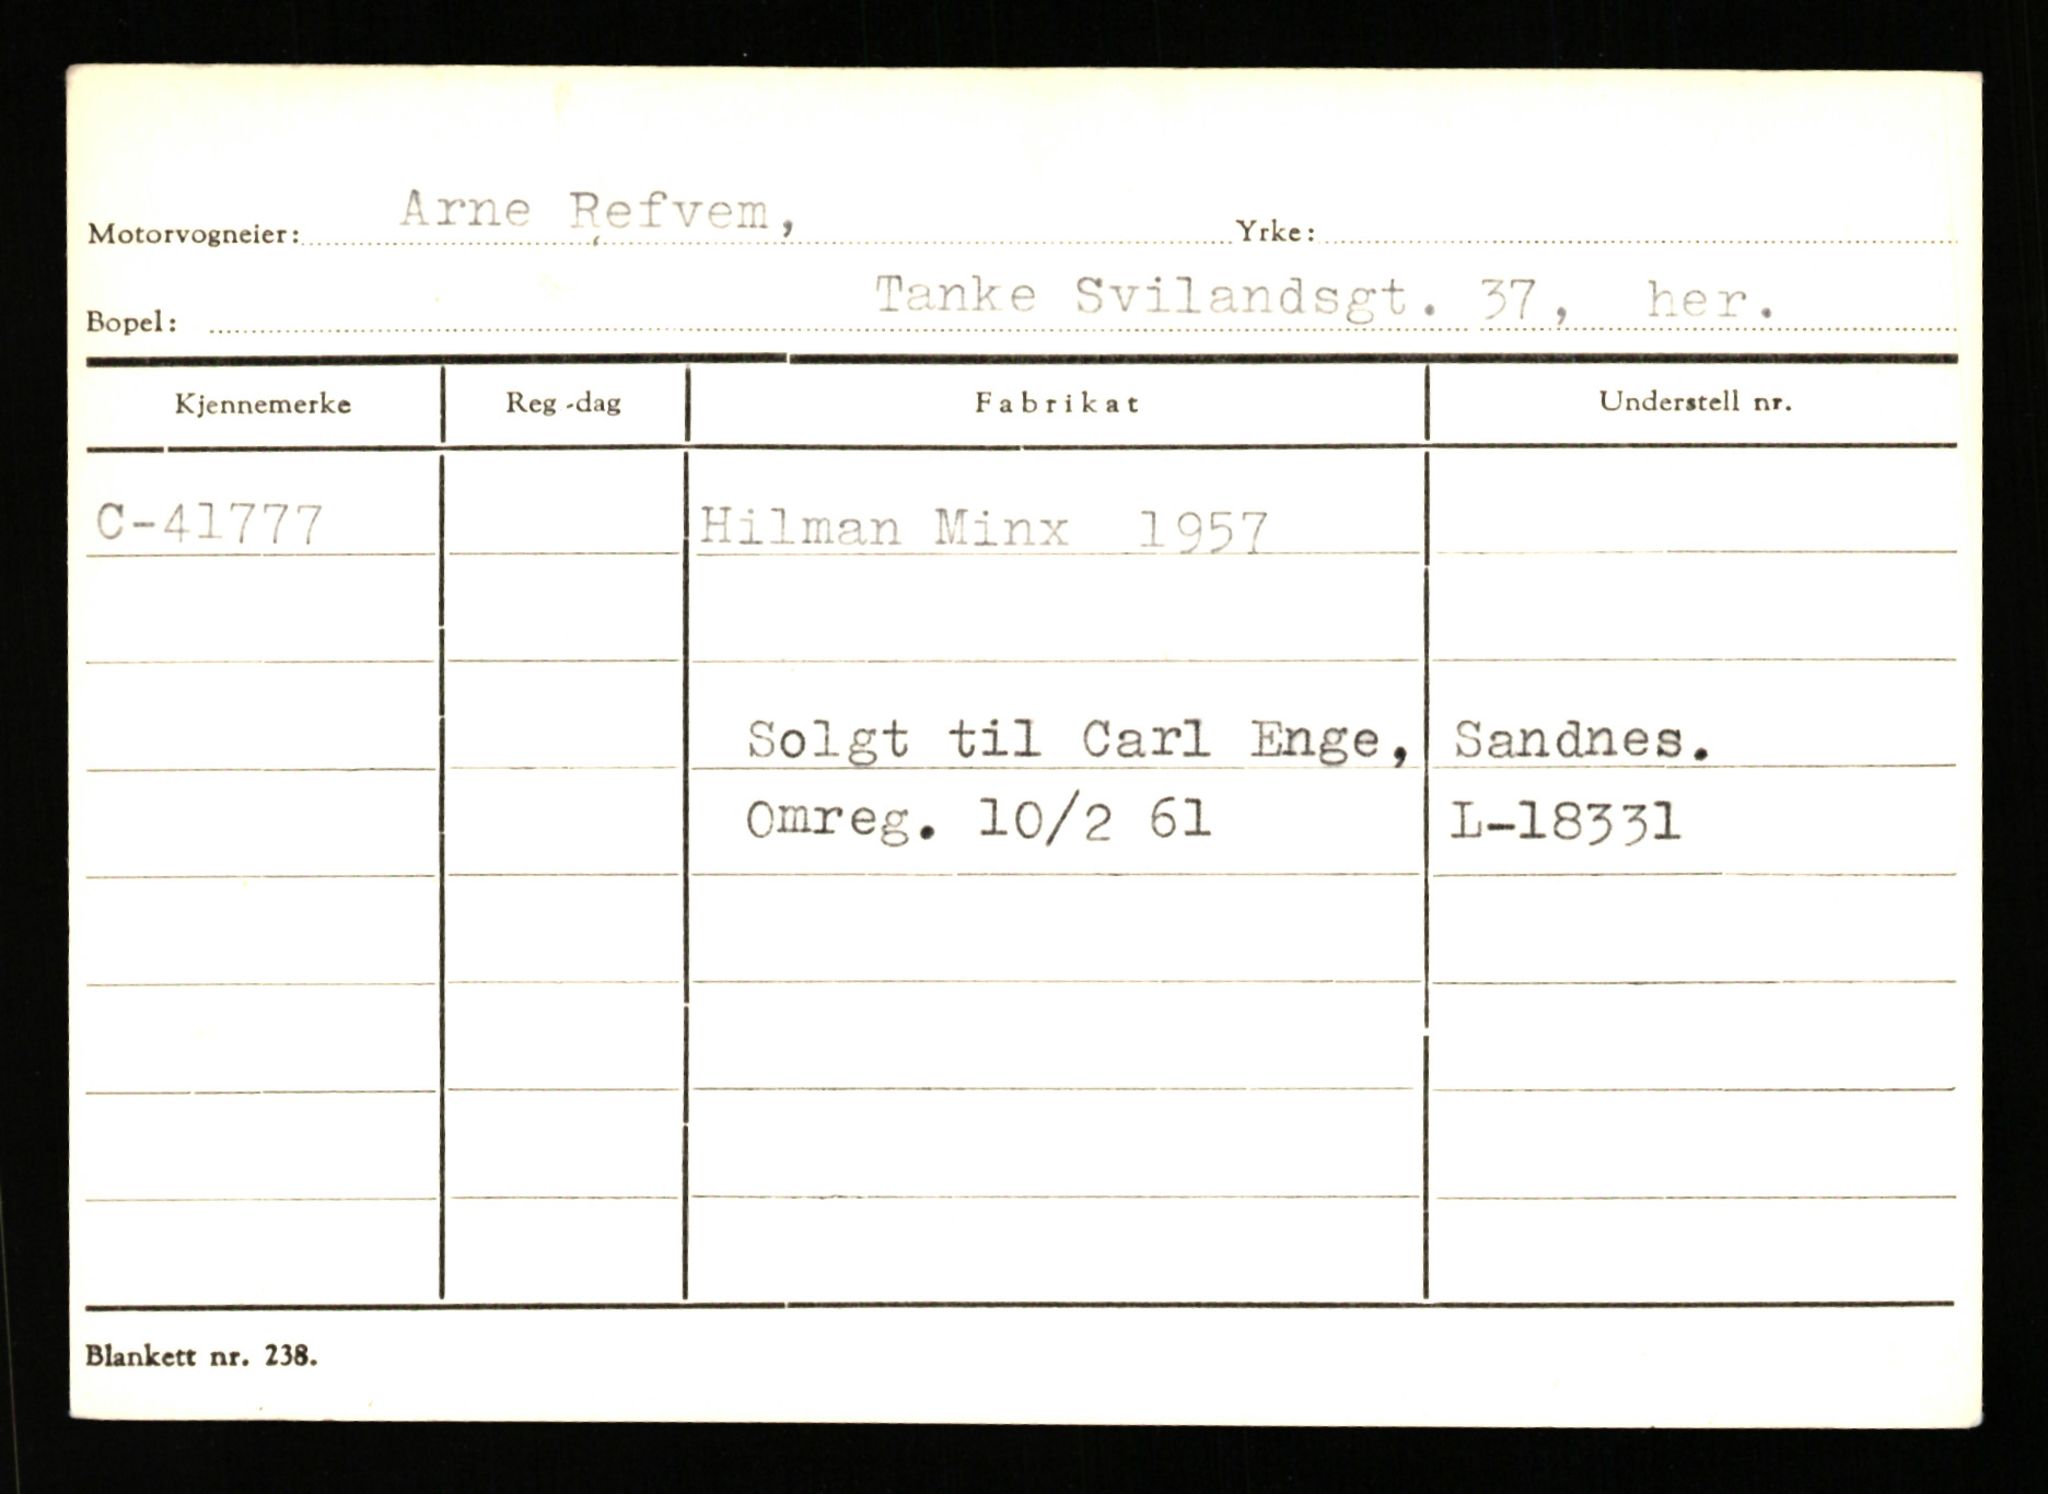 Motorvogneier: Arne Refvem, Yrke:
Bopel: Tanke Svilandsgt. 37, her.
Kjennemerke Reg-dag Fabrikat Understell nr.
C-41777 Hilman Minx 1957
Solgt til Carl Enge, Sandnes.
Omreg. 10/2 61 L-18331
Blankett nr. 238.